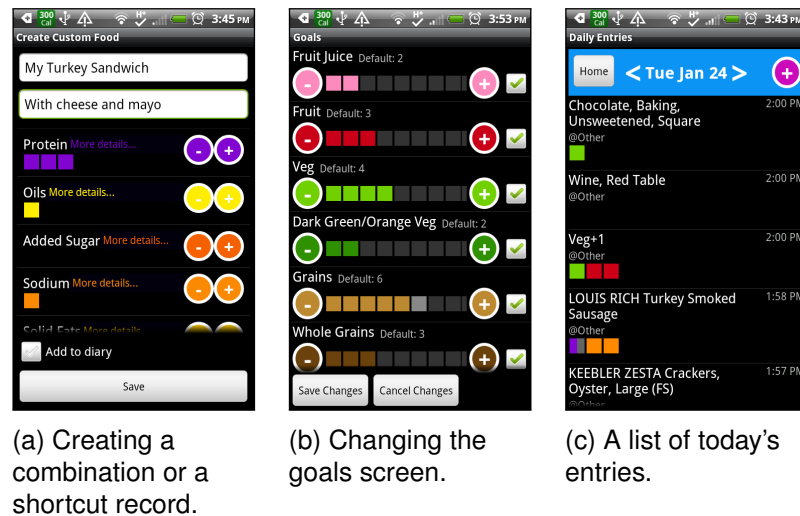 300
Cal
H+
3:45 PM
Create Custom Food
My Turkey Sandwich
With cheese and mayo
Protein More details...
- +
Oils More details...
- +
Added Sugar More details...
- +
Sodium More details...
- +
Solid Fats More details
Add to diary
Save
(a) Creating a
combination or a
shortcut record.
300
Cal
H+
3:53 PM
Goals
Fruit Juice Default: 2
- +
Fruit Default: 3
- +
Veg Default: 4
- +
Dark Green/Orange Veg Default: 2
- +
Grains Default: 6
- +
Whole Grains Default: 3
- +
Save Changes Cancel Changes
(b) Changing the
goals screen.
300
Cal
H+
3:43 PM
Daily Entries
Home < Tue Jan 24 > +
Chocolate, Baking, 2:00 PM
Unsweetened, Square
@Other
Wine, Red Table 2:00 PM
@Other
Veg+1 2:00 PM
@Other
LOUIS RICH Turkey Smoked 1:58 PM
Sausage
@Other
KEEBLER ZESTA Crackers, 1:57 PM
Oyster, Large (FS)
@Other
(c) A list of today's
entries.